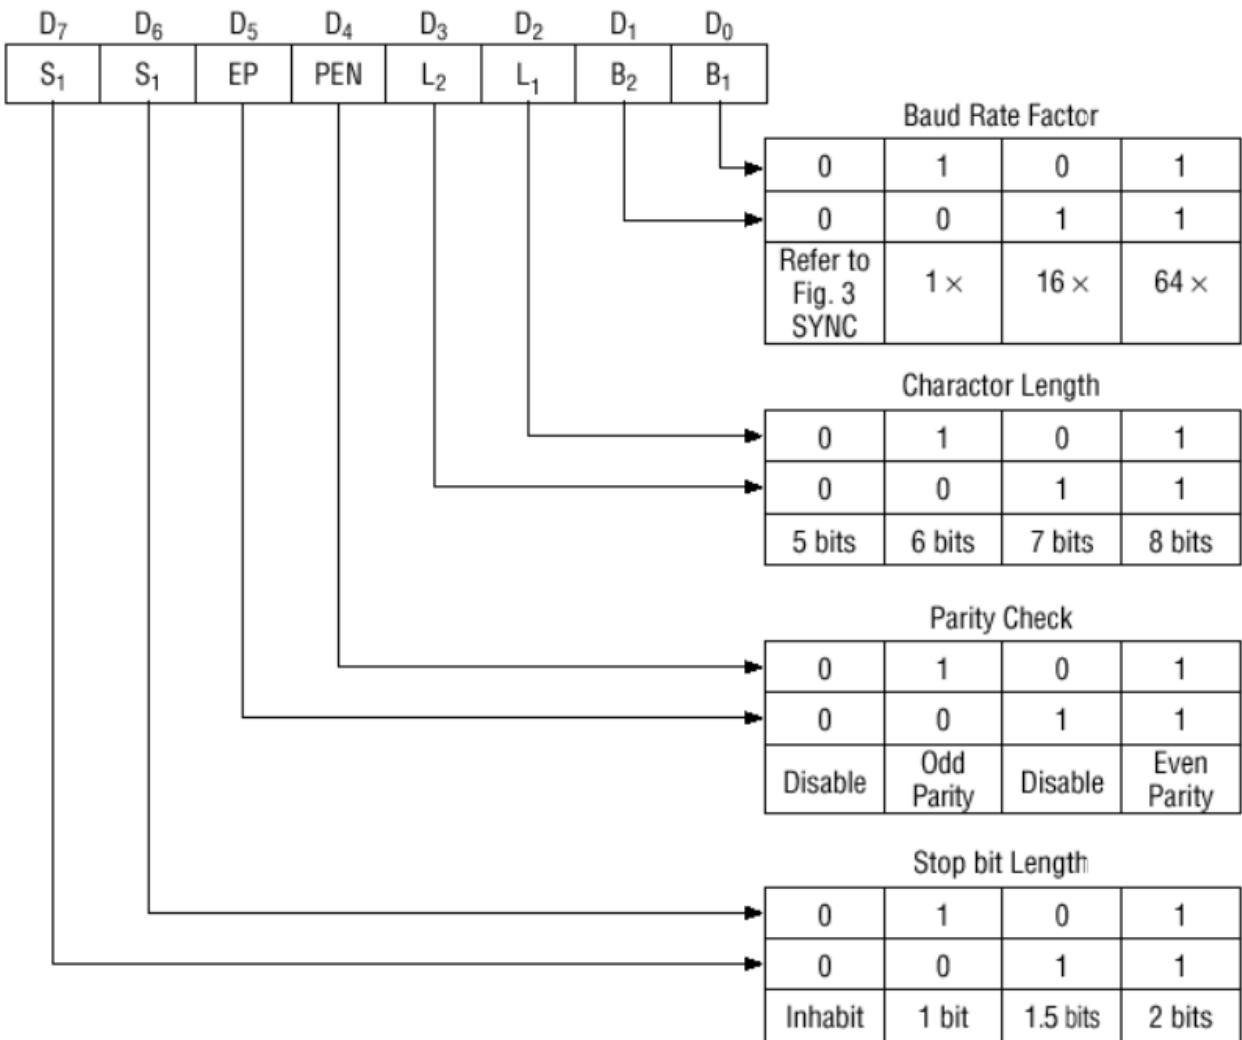 D7 D6 D5 D4 D3 D2 D1 D0
S1 S1 EP PEN L2 L1 B2 B1
Baud Rate Factor
0 1 0 1
0 0 1 1
Refer to Fig. 3 SYNC 1 × 16 × 64 ×
Charactor Length
0 1 0 1
0 0 1 1
5 bits 6 bits 7 bits 8 bits
Parity Check
0 1 0 1
0 0 1 1
Disable Odd Parity Disable Even Parity
Stop bit Length
0 1 0 1
0 0 1 1
Inhabit 1 bit 1.5 bits 2 bits